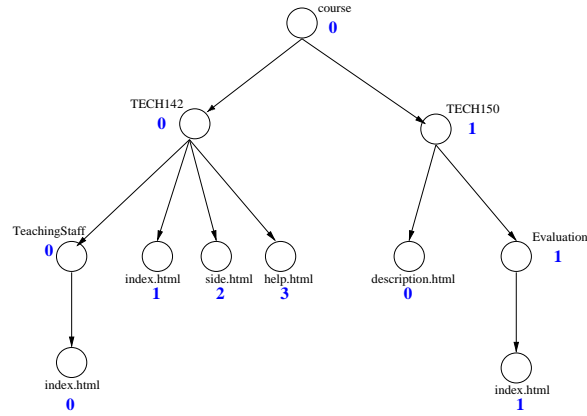 course
0
TECH142
0
TECH150
1
TeachingStaff
0
index.html
1
side.html
2
help.html
3
description.html
0
Evaluation
1
index.html
0
index.html
1